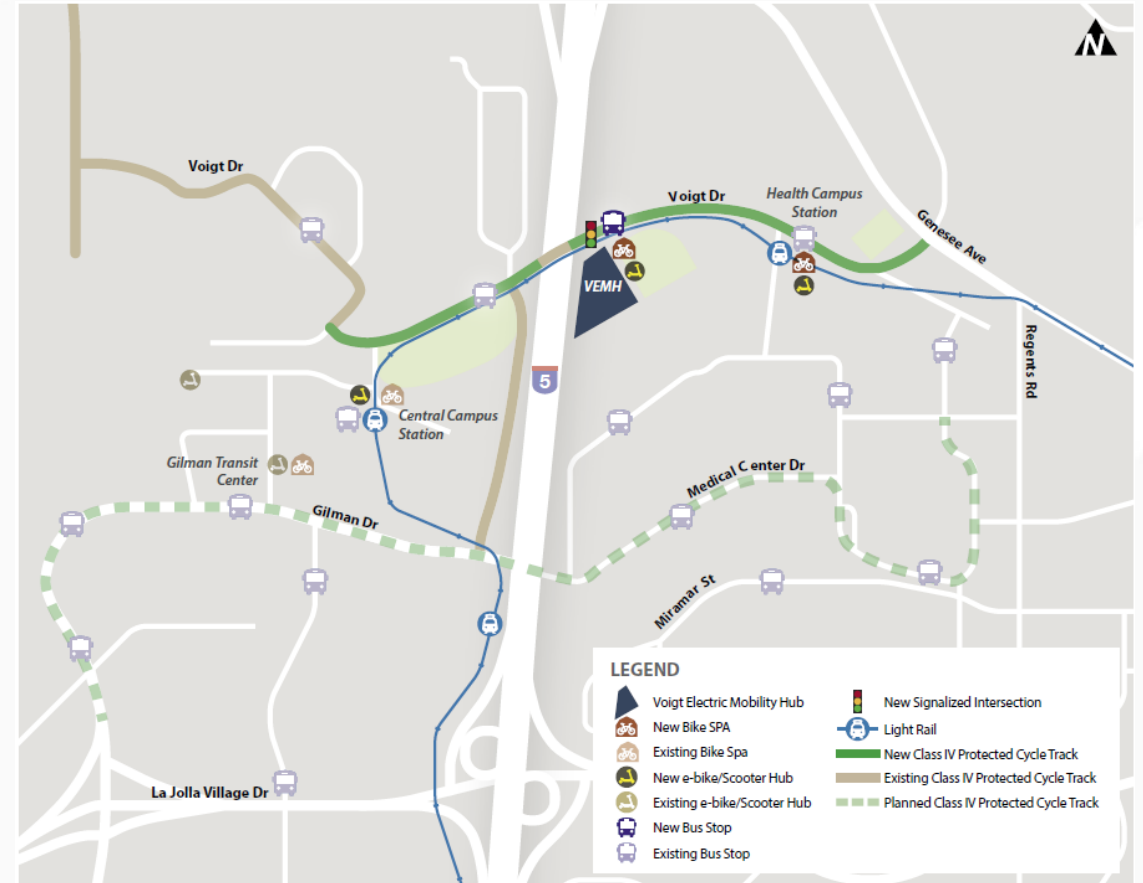 N
Voigt Dr
Voigt Dr
Health Campus
Station
Genesee Ave
VEMH
5
Regents Rd
Central Campus
Station
Gilman Transit
Center
Medical Center Dr
Gilman Dr
Miramar St
La Jolla Village Dr
LEGEND
Voigt Electric Mobility Hub
New Bike SPA
Existing Bike Spa
New e-bike/Scooter Hub
Existing e-bike/Scooter Hub
New Bus Stop
Existing Bus Stop
New Signalized Intersection
Light Rail
New Class IV Protected Cycle Track
Existing Class IV Protected Cycle Track
Planned Class IV Protected Cycle Track